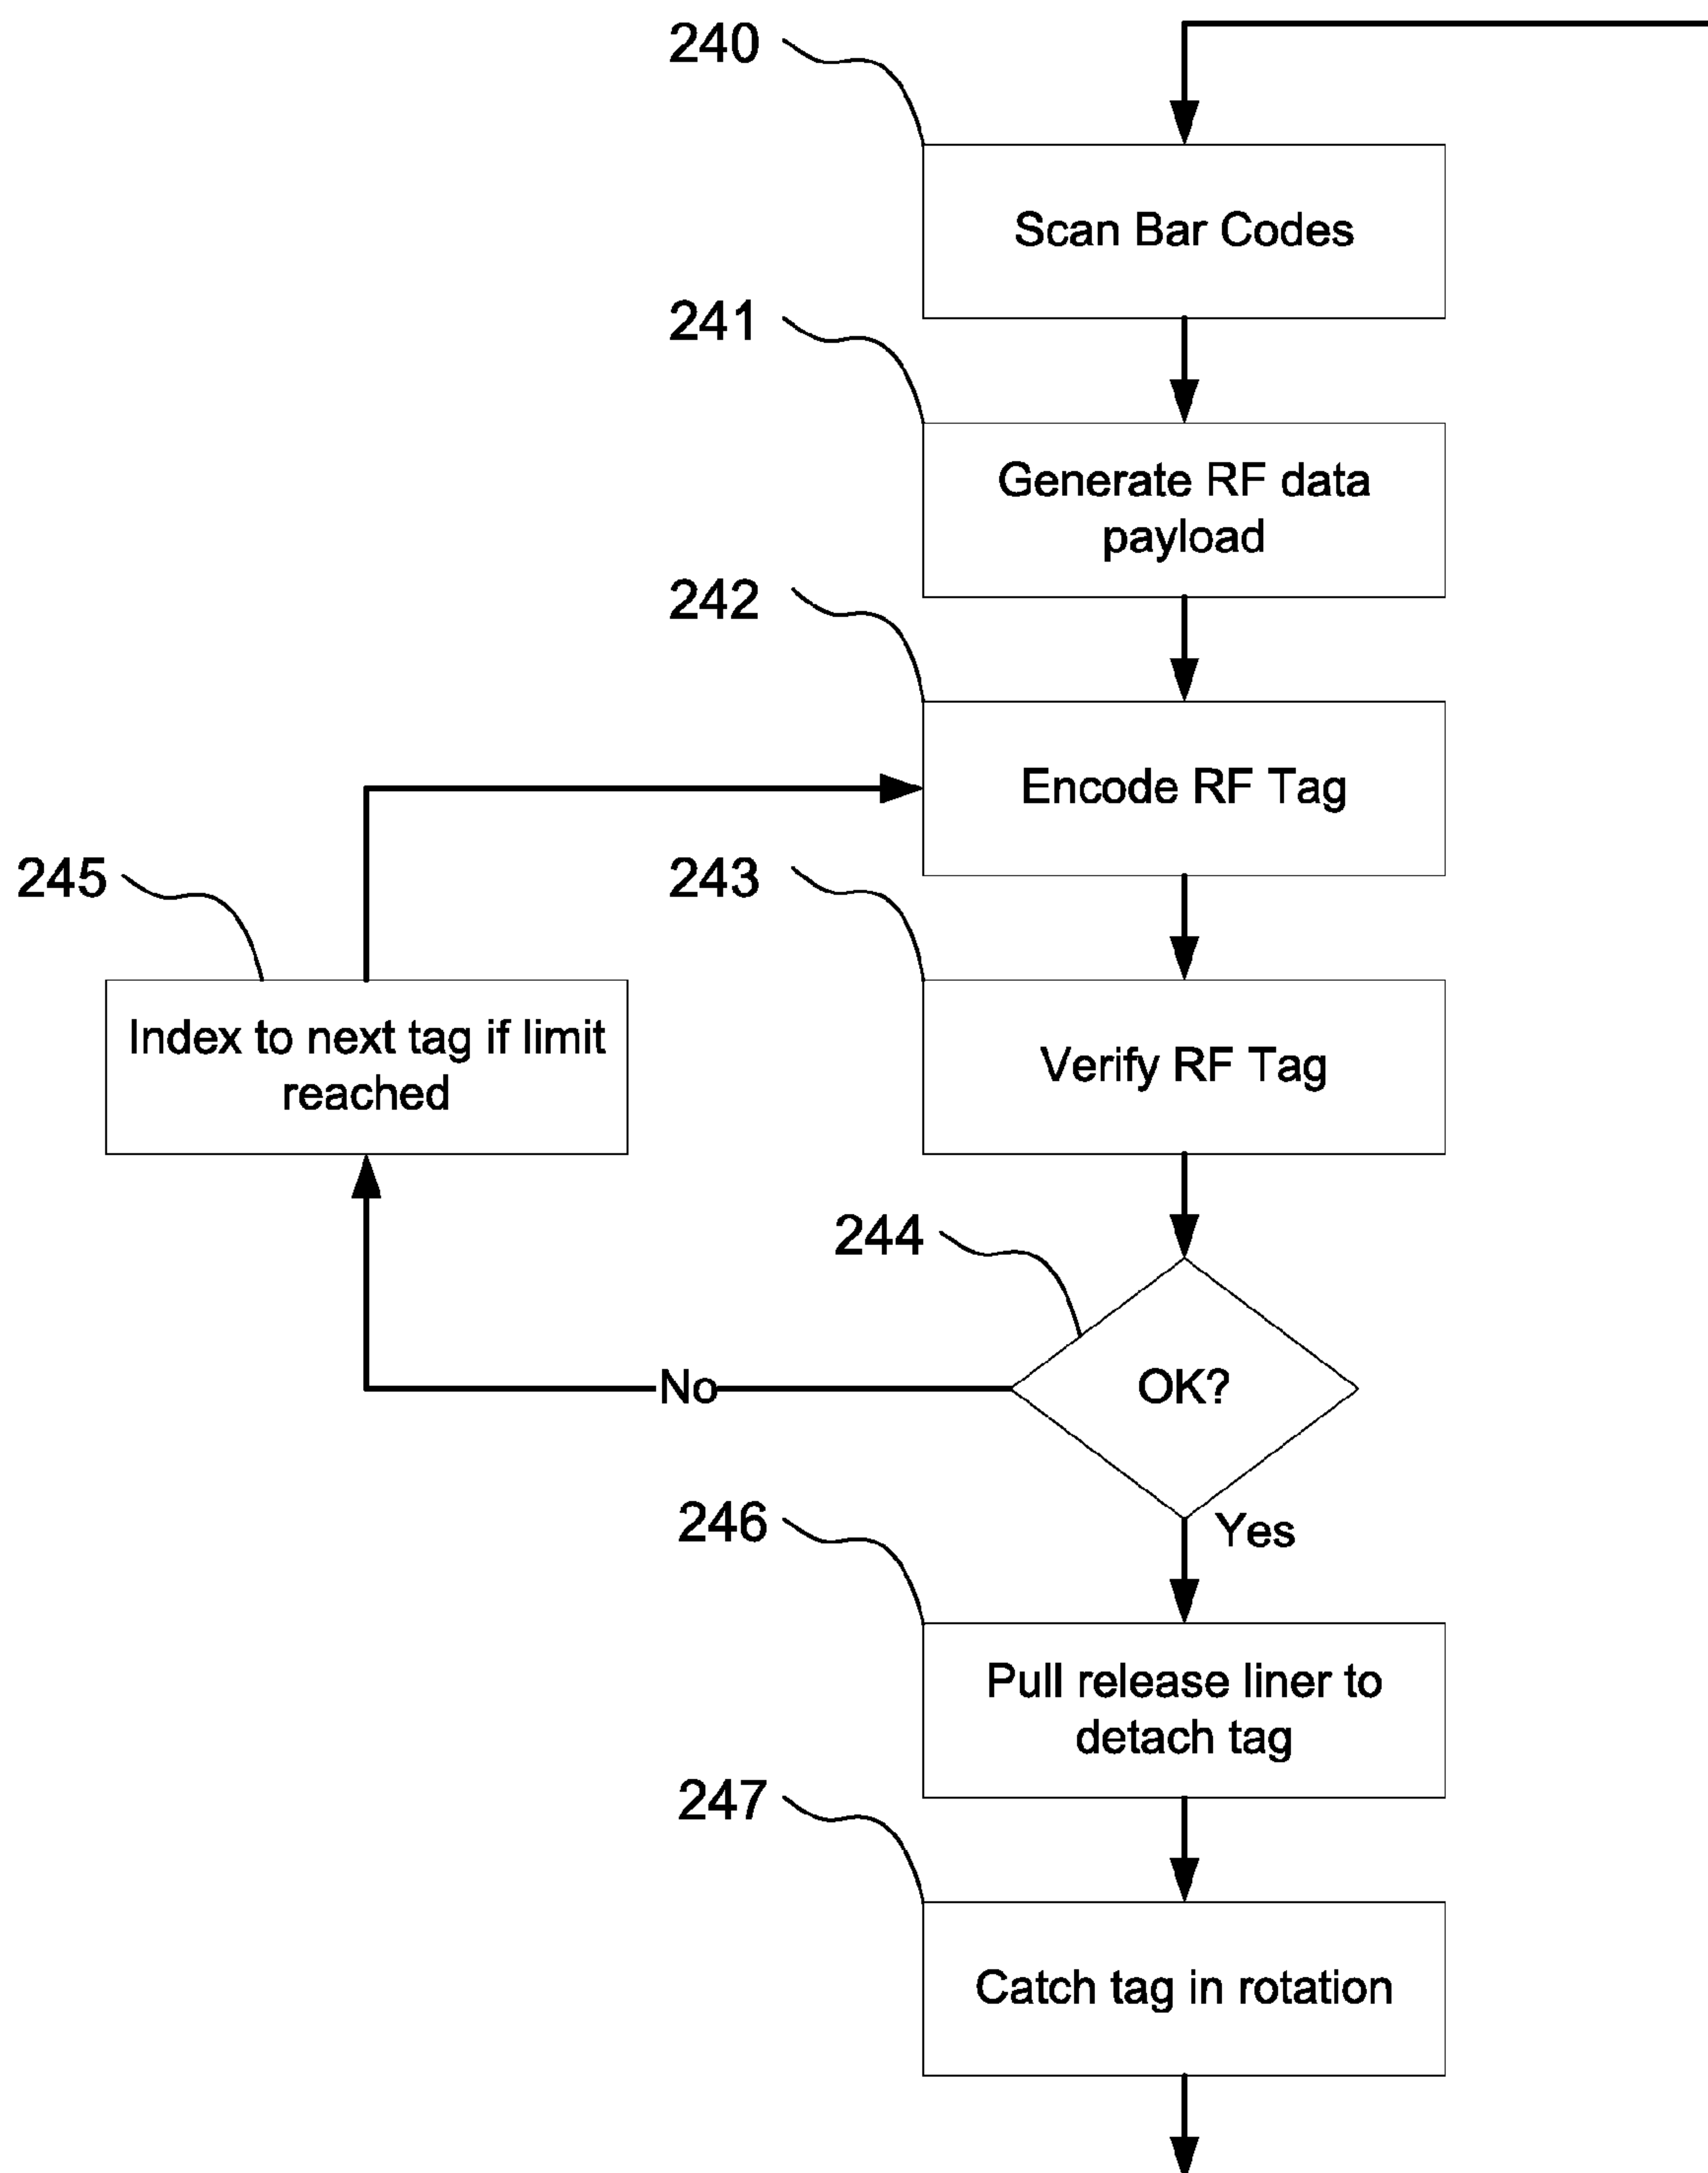 240
Scan Bar Codes
241
Generate RF data
payload
242
Encode RF Tag
245
243
Index to next tag if limit
reached
Verify RF Tag
244
OK?
No
Yes
246
Pull release liner to
detach tag
247
Catch tag in rotation